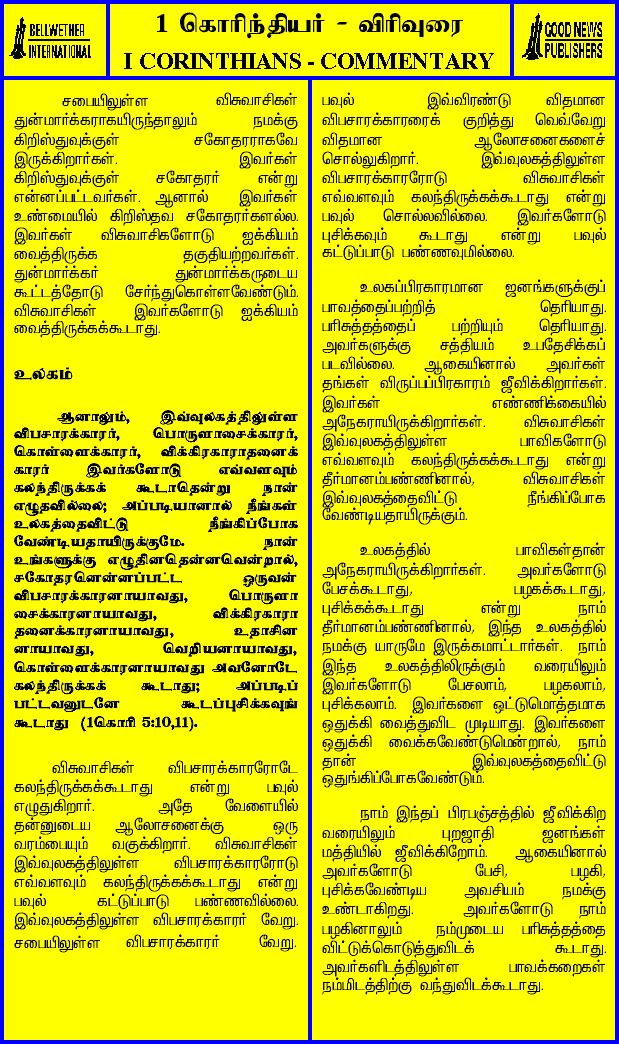 BELLWETHER
INTERNATIONAL
1 கொரிந்தியர் - விரிவுரை
I CORINTHIANS - COMMENTARY
GOOD NEWS
PUBLISHERS
சபையிலுள்ள விசுவாசிகள்
துன்மார்க்கராகயிருந்தாலும் நமக்கு
கிறிஸ்துவுக்குள் சகோதரராகவே
இருக்கிறார்கள். இவர்கள்
கிறிஸ்துவுக்குள் சகோதரர் என்று
என்னப்பட்டவர்கள். ஆனால் இவர்கள்
உண்மையில் கிறிஸ்தவ சகோதரர்களல்ல.
இவர்கள் விசுவாசிகளோடு ஐக்கியம்
வைத்திருக்க தகுதியற்றவர்கள்.
துன்மார்க்கர் துன்மார்க்கருடைய
கூட்டத்தோடு சேர்ந்துகொள்ளவேண்டும்.
விசுவாசிகள் இவர்களோடு ஐக்கியம்
வைத்திருக்கக்கூடாது.
உலகம்
ஆனாலும், இவ்வுலகத்திலுள்ள
விபசாரக்காரர், பொருளாசைக்காரர்,
கொள்ளைக்காரர், விக்கிரகாராதனைக்
காரர் இவர்களோடு எவ்வளவும்
கலந்திருக்கக் கூடாதென்று நான்
எழுதவில்லை; அப்படியானால் நீங்கள்
உலகத்தைவிட்டு நீங்கிப்போக
வேண்டியதாயிருக்குமே. நான்
உங்களுக்கு எழுதினதென்னவென்றால்,
சகோதரனென்னப்பட்ட ஒருவன்
விபசாரக்காரனாயாவது, பொருளா
சைக்காரனாயாவது, விக்கிரகாரா
தனைக்காரனாயாவது, உதாசின
னாயாவது, வெறியனாயாவது,
கொள்ளைக்காரனாயாவது அவனோடே
கலந்திருக்கக் கூடாது; அப்படிப்
பட்டவனுடனே கூடப்புசிக்கவுங்
கூடாது (1கொரி 5:10,11).
விசுவாசிகள் விபசாரக்காரரோடே
கலந்திருக்கக்கூடாது என்று பவுல்
எழுதுகிறார். அதே வேளையில்
தன்னுடைய ஆலோசனைக்கு ஒரு
வரம்பையும் வகுக்கிறார். விசுவாசிகள்
இவ்வுலகத்திலுள்ள விபசாரக்காரரோடு
எவ்வளவும் கலந்திருக்கக்கூடாது என்று
பவுல் கட்டுப்பாடு பண்ணவில்லை.
இவ்வுலகத்திலுள்ள விபசாரக்காரர் வேறு.
சபையிலுள்ள விபசாரக்காரர் வேறு.
பவுல் இவ்விரண்டு விதமான
விபசாரக்காரரைக் குறித்து வெவ்வேறு
விதமான ஆலோசனைகளைச்
சொல்லுகிறார். இவ்வுலகத்திலுள்ள
விபசாரக்காரரோடு விசுவாசிகள்
எவ்வளவும் கலந்திருக்கக்கூடாது என்று
பவுல் சொல்லவில்லை. இவர்களோடு
புசிக்கவும் கூடாது என்று பவுல்
கட்டுப்பாடு பண்ணவுமில்லை.
உலகப்பிரகாரமான ஜனங்களுக்குப்
பாவத்தைப்பற்றித் தெரியாது.
பரிசுத்தத்தைப் பற்றியும் தெரியாது.
அவர்களுக்கு சத்தியம் உபதேசிக்கப்
படவில்லை. ஆகையினால் அவர்கள்
தங்கள் விருப்பப்பிரகாரம் ஜீவிக்கிறார்கள்.
இவர்கள் எண்ணிக்கையில்
அநேகராயிருக்கிறார்கள். விசுவாசிகள்
இவ்வுலகத்திலுள்ள பாவிகளோடு
எவ்வளவும் கலந்திருக்கக்கூடாது என்று
தீர்மானம்பண்ணினால், விசுவாசிகள்
இவ்வுலகத்தைவிட்டு நீங்கிப்போக
வேண்டியதாயிருக்கும்.
உலகத்தில் பாவிகள்தான்
அநேகராயிருக்கிறார்கள். அவர்களோடு
பேசக்கூடாது, பழகக்கூடாது,
புசிக்கக்கூடாது என்று நாம்
தீர்மானம்பண்ணினால், இந்த உலகத்தில்
நமக்கு யாருமே இருக்கமாட்டார்கள். நாம்
இந்த உலகத்திலிருக்கும் வரையிலும்
இவர்களோடு பேசலாம், பழகலாம்,
புசிக்கலாம். இவர்களை ஒட்டுமொத்தமாக
ஒதுக்கி வைத்துவிட முடியாது. இவர்களை
ஒதுக்கி வைக்கவேண்டுமென்றால், நாம்
தான் இவ்வுலகத்தைவிட்டு
ஒதுங்கிப்போகவேண்டும்.
நாம் இந்தப் பிரபஞ்சத்தில் ஜீவிக்கிற
வரையிலும் புறஜாதி ஜனங்கள்
மத்தியில் ஜீவிக்கிறோம். ஆகையினால்
அவர்களோடு பேசி, பழகி,
புசிக்கவேண்டிய அவசியம் நமக்கு
உண்டாகிறது. அவர்களோடு நாம்
பழகினாலும் நம்முடைய பரிசுத்தத்தை
விட்டுக்கொடுத்துவிடக் கூடாது.
அவர்களிடத்திலுள்ள பாவக்கறைகள்
நம்மிடத்திற்கு வந்துவிடக்கூடாது.